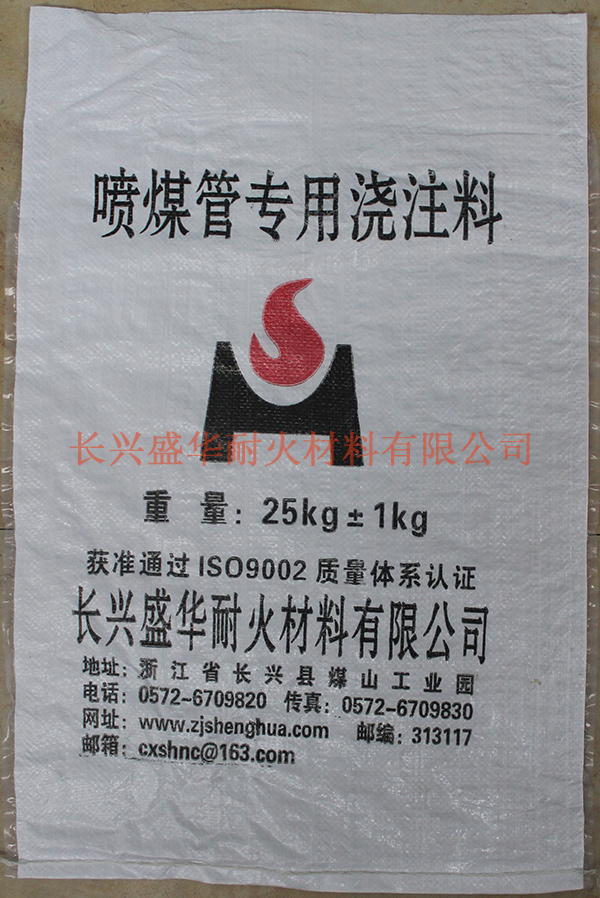 喷煤管专用浇注料
长兴盛华耐火材料有限公司
重量：25kg±1kg
获准通过ISO9002质量体系认证
长兴盛华耐火材料有限公司
地址：浙江省长兴县煤山工业园
电话：0572-6709820 传真：0572-6709830
网址：www.zjshenghua.com 邮编：313117
邮箱：cxshnc@163.com